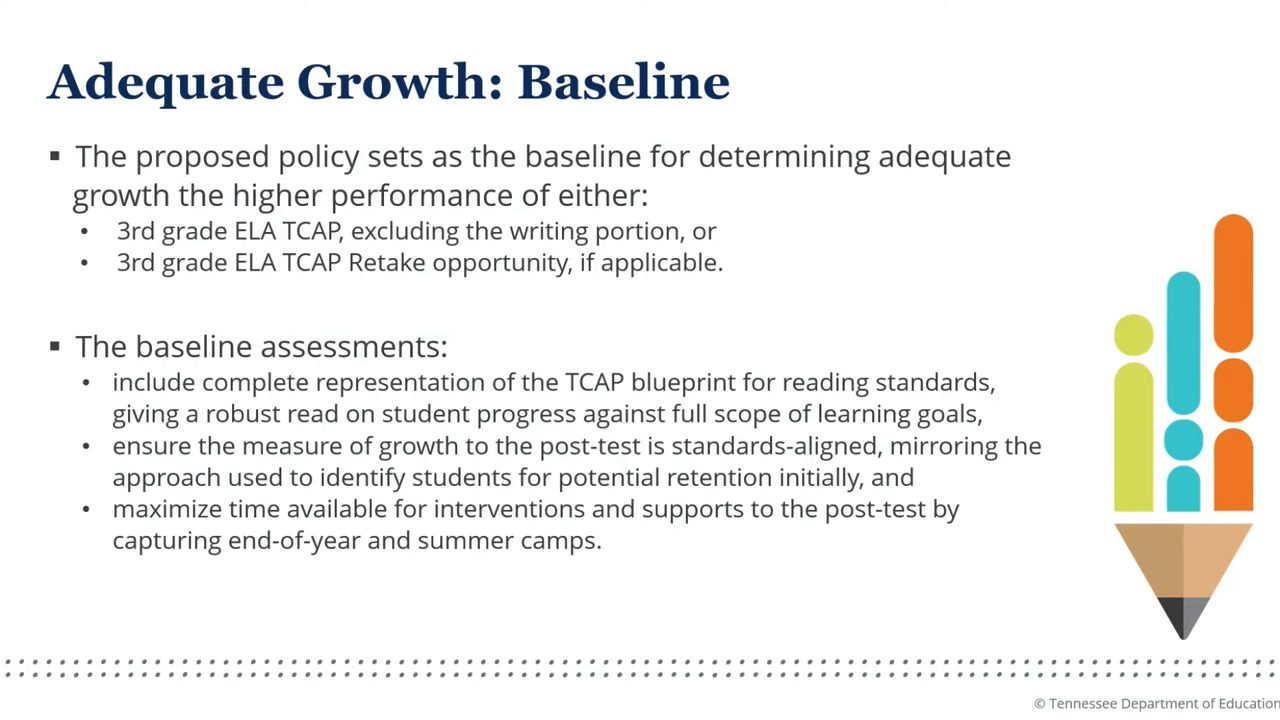 Adequate Growth: Baseline
▪ The proposed policy sets as the baseline for determining adequate
growth the higher performance of either:
• 3rd grade ELA TCAP, excluding the writing portion, or
• 3rd grade ELA TCAP Retake opportunity, if applicable.
▪ The baseline assessments:
• include complete representation of the TCAP blueprint for reading standards,
giving a robust read on student progress against full scope of learning goals,
• ensure the measure of growth to the post-test is standards-aligned, mirroring the
approach used to identify students for potential retention initially, and
• maximize time available for interventions and supports to the post-test by
capturing end-of-year and summer camps.
© Tennessee Department of Education